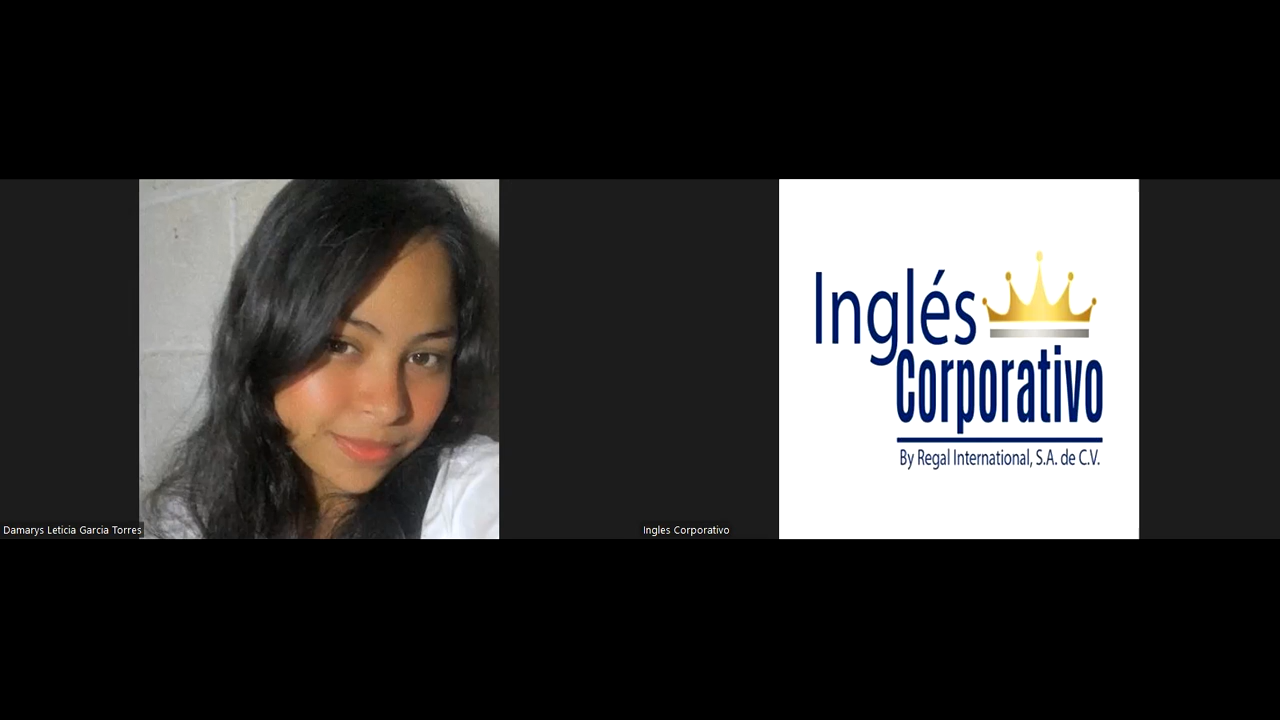 Inglés
Corporativo
By Regal International, S.A. de C.V.
Damarys Leticia Garcia Torres
Ingles Corporativo